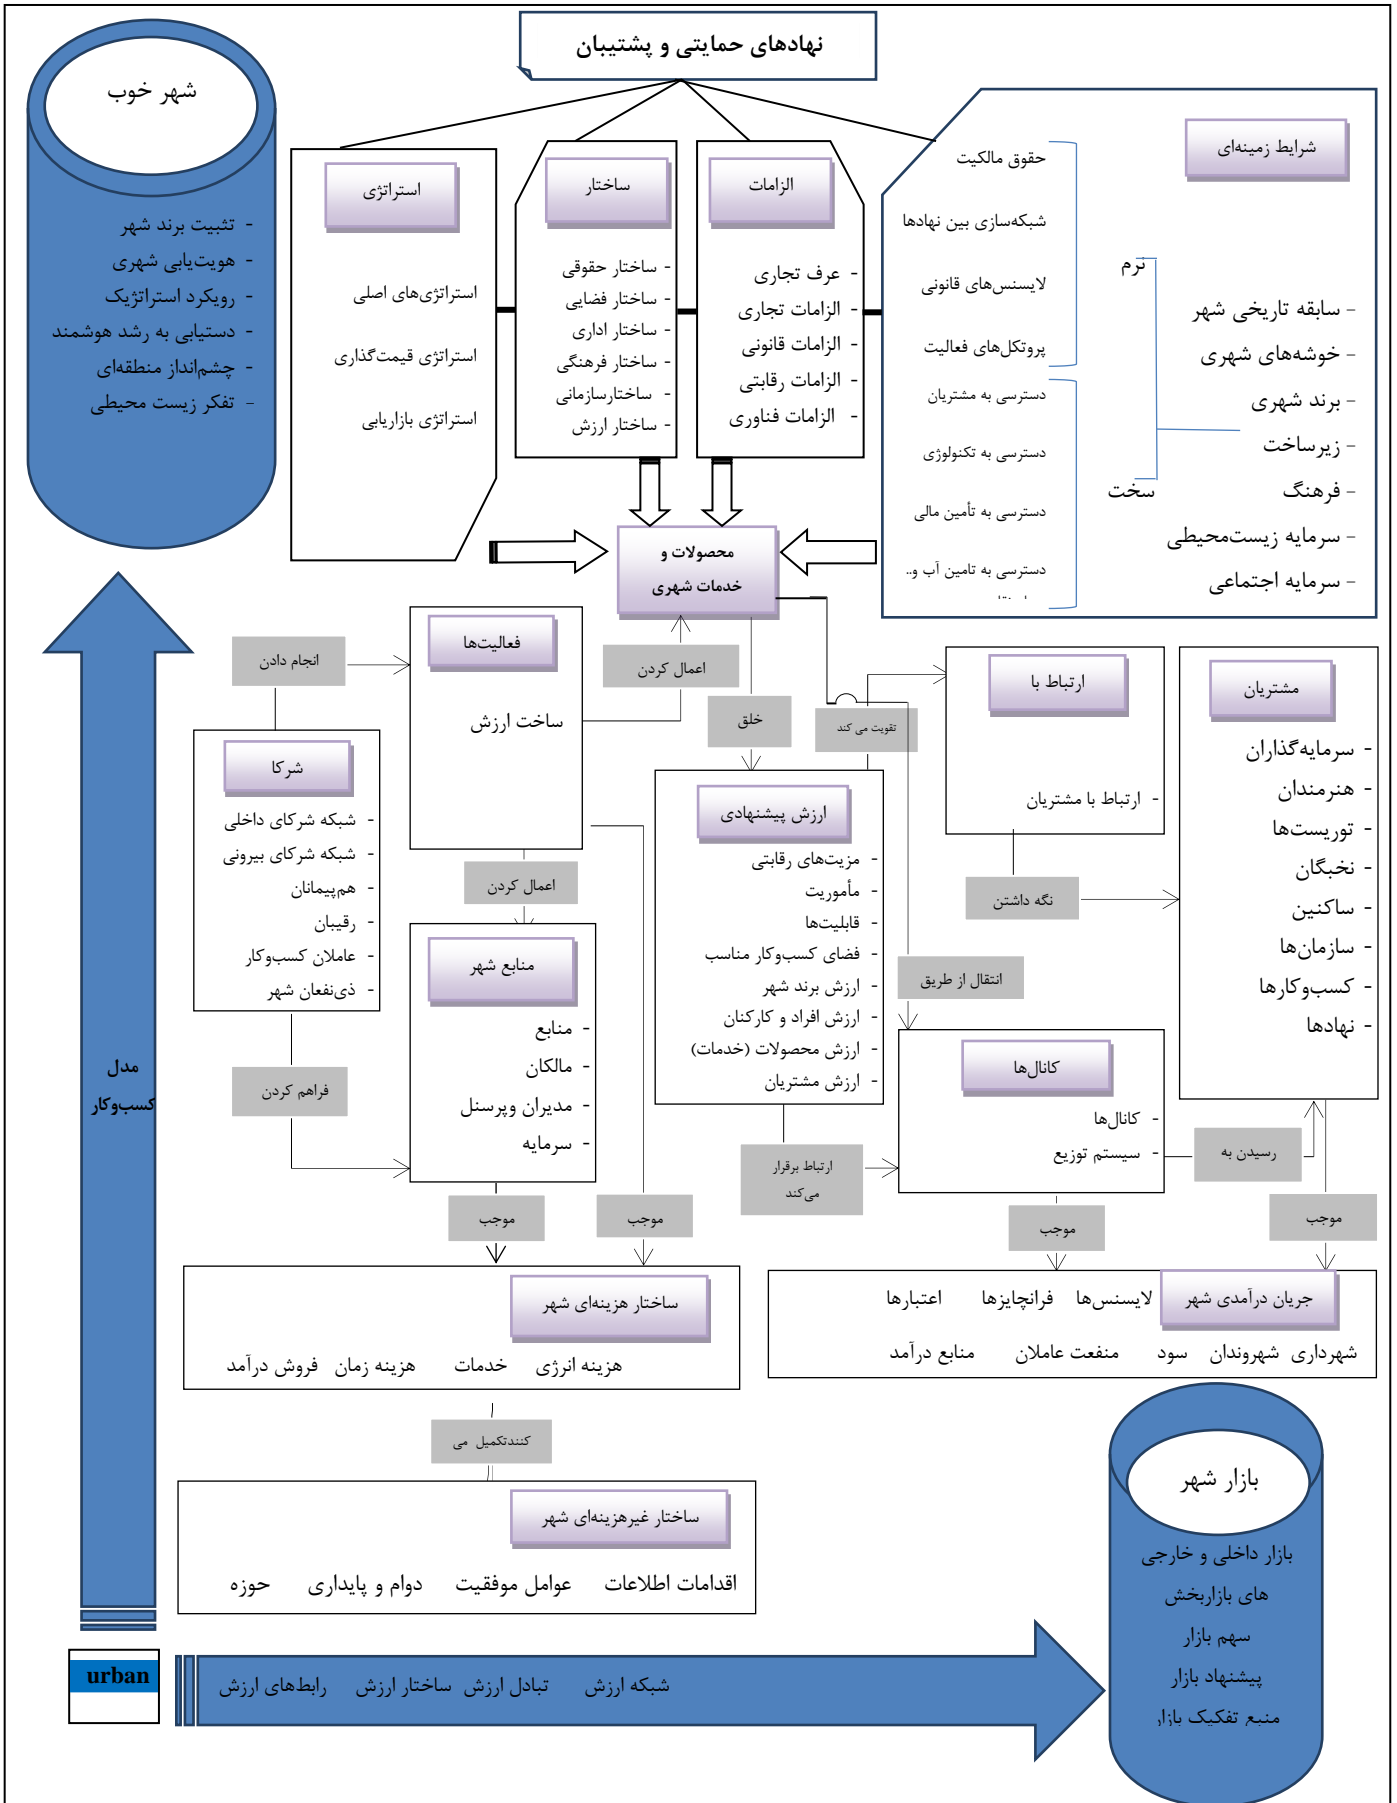 نهادهای حمایتی و پشتیبان
شهر خوب
- تثبیت برند شهر
- هویت‌یابی شهری
- رویکرد استراتژیک
- دستیابی به رشد هوشمند
- چشم‌انداز منطقه‌ای
- تفکر زیست محیطی
شرایط زمینه‌ای
حقوق مالکیت
شبکه‌سازی بین نهادها
لایسنس‌های قانونی
پروتکل‌های فعالیت
نرم
دسترسی به مشتریان
دسترسی به تکنولوژی
دسترسی به تأمین مالی
دسترسی به تامین آب و..
سخت
- سابقه تاریخی شهر
- خوشه‌های شهری
- برند شهری
- زیرساخت
- فرهنگ
- سرمایه زیست‌محیطی
- سرمایه اجتماعی
الزامات
- عرف تجاری
- الزامات تجاری
- الزامات قانونی
- الزامات رقابتی
- الزامات فناوری
ساختار
- ساختار حقوقی
- ساختار فضایی
- ساختار اداری
- ساختار فرهنگی
- ساختارسازمانی
- ساختار ارزش
استراتژی
استراتژی‌های اصلی
استراتژی قیمت‌گذاری
استراتژی بازاریابی
محصولات و
خدمات شهری
مشتریان
- سرمایه‌گذاران
- هنرمندان
- توریست‌ها
- نخبگان
- ساکنین
- سازمان‌ها
- کسب‌وکارها
- نهادها
ارتباط با
- ارتباط با مشتریان
تقویت می کند
نگه داشتن
خلق
اعمال کردن
فعالیت‌ها
ساخت ارزش
انجام دادن
شرکا
- شبکه شرکای داخلی
- شبکه شرکای بیرونی
- هم‌پیمانان
- رقیبان
- عاملان کسب‌وکار
- ذی‌نفعان شهر
ارزش پیشنهادی
- مزیت‌های رقابتی
- مأموریت
- قابلیت‌ها
- فضای کسب‌وکار مناسب
- ارزش برند شهر
- ارزش افراد و کارکنان
- ارزش محصولات (خدمات)
- ارزش مشتریان
اعمال کردن
منابع شهر
- منابع
- مالکان
- مدیران وپرسنل
- سرمایه
فراهم کردن
انتقال از طریق
کانال‌ها
- کانال‌ها
- سیستم توزیع
رسیدن به
ارتباط برقرار
می‌کند
موجب
موجب
موجب
موجب
مدل
کسب‌وکار
جریان درآمدی شهر
لایسنس‌ها فرانچایزها اعتبارها
شهرداری شهروندان سود منفعت عاملان منابع درآمد
ساختار هزینه‌ای شهر
هزینه انرژی خدمات هزینه زمان فروش درآمد
کنندتکمیل می
ساختار غیرهزینه‌ای شهر
اقدامات اطلاعات عوامل موفقیت دوام و پایداری حوزه
بازار شهر
بازار داخلی و خارجی
های بازاربخش
سهم بازار
پیشنهاد بازار
منبع تفکیک بازار
urban
شبکه ارزش تبادل ارزش ساختار ارزش رابط‌های ارزش